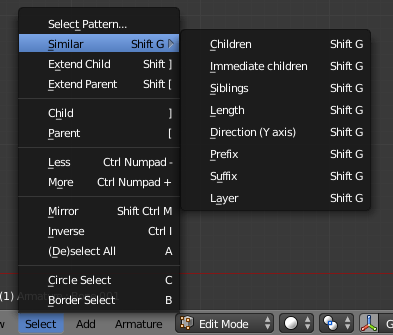 Select Pattern...
Similar Shift G
Extend Child Shift ]
Extend Parent Shift [
Child ]
Parent [
Less Ctrl Numpad -
More Ctrl Numpad +
Mirror Shift Ctrl M
Inverse Ctrl I
(De)select All A
Circle Select C
Border Select B
Children Shift G
Immediate children Shift G
Siblings Shift G
Length Shift G
Direction (Y axis) Shift G
Prefix Shift G
Suffix Shift G
Layer Shift G
(1)
Select Add Armature Edit Mode G